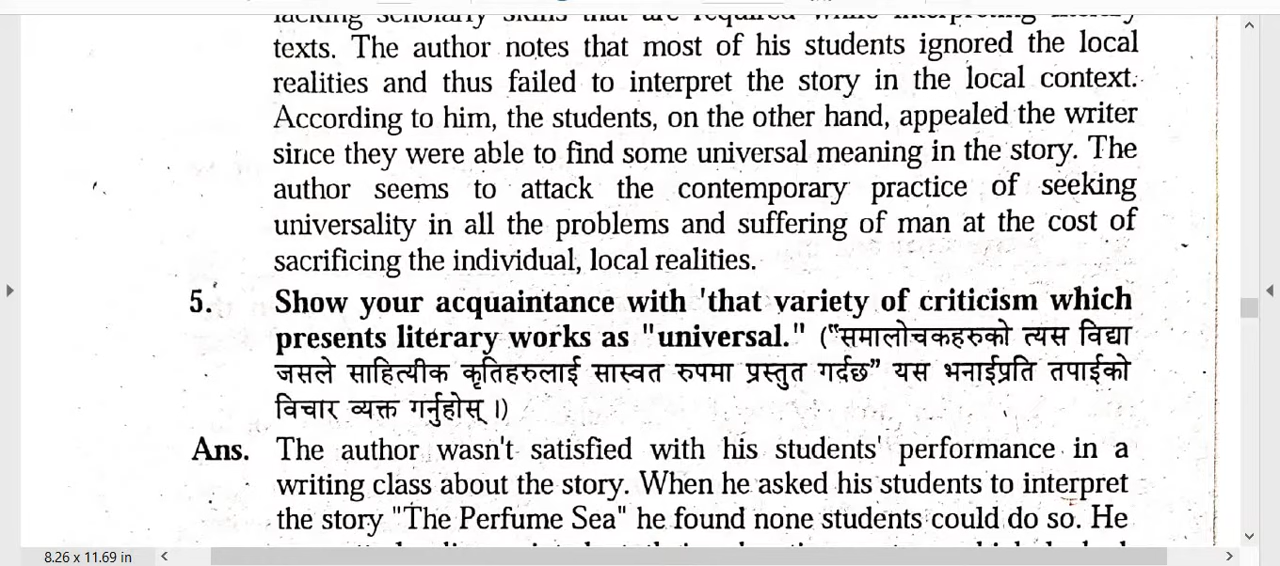 texts. The author notes that most of his students ignored the local
realities and thus failed to interpret the story in the local context.
According to him, the students, on the other hand, appealed the writer
since they were able to find some universal meaning in the story. The
author seems to attack the contemporary practice of seeking
universality in all the problems and suffering of man at the cost of
sacrificing the individual, local realities.
5. Show your acquaintance with 'that variety of criticism which
presents literary works as "universal." ("समालोचकहरुको त्यस विद्या
जसले साहित्यीक कृतिहरुलाई सास्वत रुपमा प्रस्तुत गर्दछ” यस भनाईप्रति तपाईको
विचार व्यक्त गर्नुहोस् ।)
Ans. The author wasn't satisfied with his students' performance in a
writing class about the story. When he asked his students to interpret
the story "The Perfume Sea" he found none students could do so. He
8.26 x 11.69 in